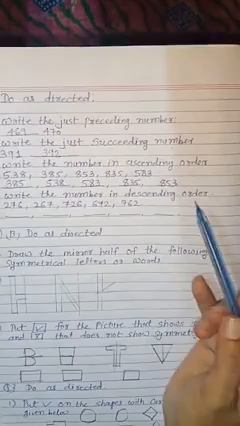 Do as directed.
Write the just preceding number:
469 470
Write the just succeeding number
391 392
Write the number in ascending order
538, 385, 853, 835, 583
385, 538, 583, 835, 853
Write the number in descending order
267, 726, 672, 762
(B) Do as directed
Draw the mirror half of the following
Symmetrical letters or words
H N
Put ✓ for the Picture that shows
and that does not show symmet
B T V
Q3 Do as directed
1) Put ✓ on the shapes with
given below